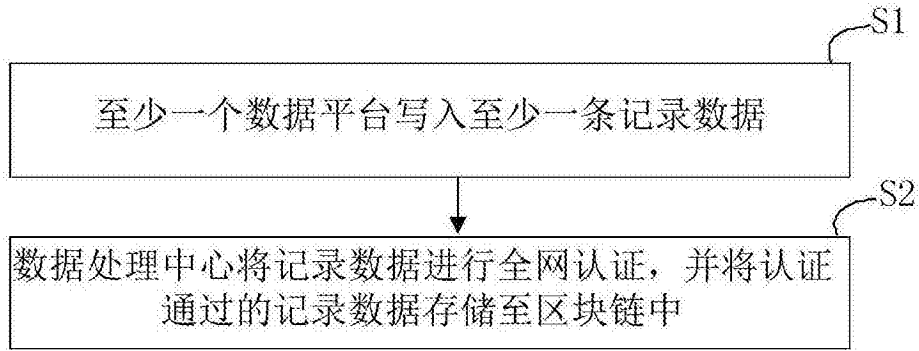 S1
至少一个数据平台写入至少一条记录数据
S2
数据处理中心将记录数据进行全网认证，并将认证
通过的记录数据存储至区块链中